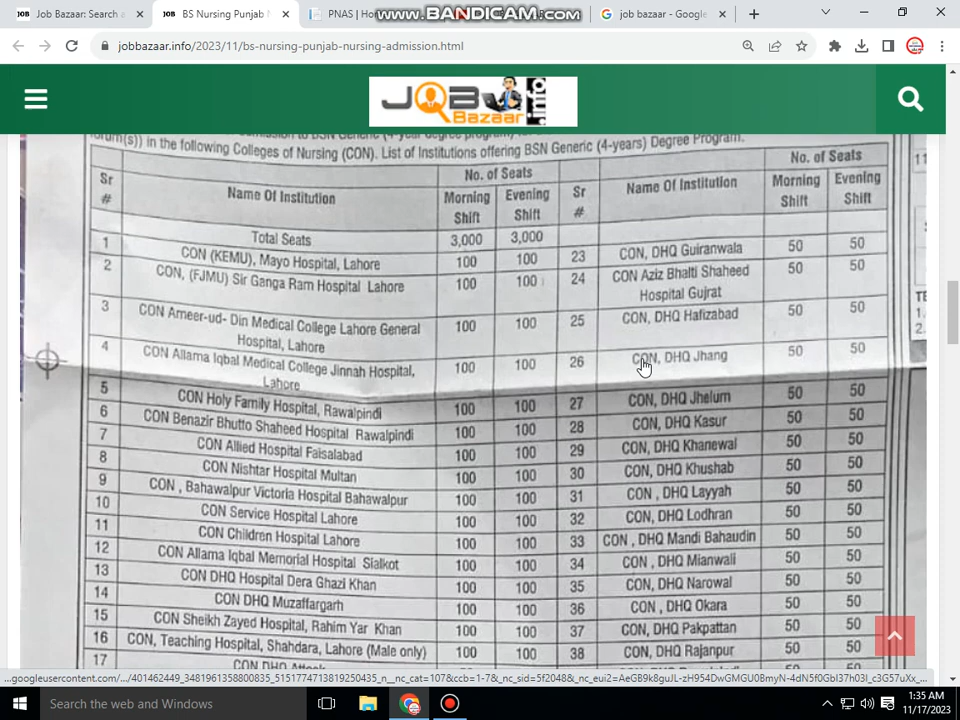 Job Bazaar: Search a
BS Nursing Punjab N
PNAS | Ho
WWW.BANDICAM.COM
job bazaar - Google
jobbazaar.info/2023/11/bs-nursing-punjab-nursing-admission.html
JOB Bazaar .info
forum(s)) in the following Colleges of Nursing (CON). List of Institutions offering BSN Generic (4-years) Degree Program.
Sr # Name Of Institution No. of Seats Morning Shift Evening Shift Sr # Name Of Institution No. of Seats Morning Shift Evening Shift
Total Seats 3,000 3,000
1 CON (KEMU), Mayo Hospital, Lahore 100 100 23 CON, DHQ Guiranwala 50 50
2 CON, (FJMU) Sir Ganga Ram Hospital Lahore 100 100 24 CON Aziz Bhalti Shaheed Hospital Gujrat 50 50
3 CON Ameer-ud- Din Medical College Lahore General Hospital, Lahore 100 100 25 CON, DHQ Hafizabad 50 50
4 CON Allama Iqbal Medical College Jinnah Hospital, Lahore 100 100 26 CON, DHQ Jhang 50 50
5 CON Holy Family Hospital, Rawalpindi 100 100 27 CON, DHQ Jhelum 50 50
6 CON Benazir Bhutto Shaheed Hospital Rawalpindi 100 100 28 CON, DHQ Kasur 50 50
7 CON Allied Hospital Faisalabad 100 100 29 CON, DHQ Khanewal 50 50
8 CON Nishtar Hospital Multan 100 100 30 CON, DHQ Khushab 50 50
9 CON , Bahawalpur Victoria Hospital Bahawalpur 100 100 31 CON , DHQ Layyah 50 50
10 CON Service Hospital Lahore 100 100 32 CON, DHQ Lodhran 50 50
11 CON Children Hospital Lahore 100 100 33 CON , DHQ Mandi Bahaudin 50 50
12 CON Allama Iqbal Memorial Hospital Sialkot 100 100 34 CON , DHQ Mianwali 50 50
13 CON DHQ Hospital Dera Ghazi Khan 100 100 35 CON, DHQ Narowal 50 50
14 CON DHQ Muzaffargarh 100 100 36 CON , DHQ Okara 50 50
15 CON Sheikh Zayed Hospital, Rahim Yar Khan 100 100 37 CON, DHQ Pakpattan 50 50
16 CON, Teaching Hospital, Shahdara, Lahore (Male only) 100 100 38 CON, DHQ Rajanpur 50 50
17
Search the web and Windows
1:35 AM
11/17/2023